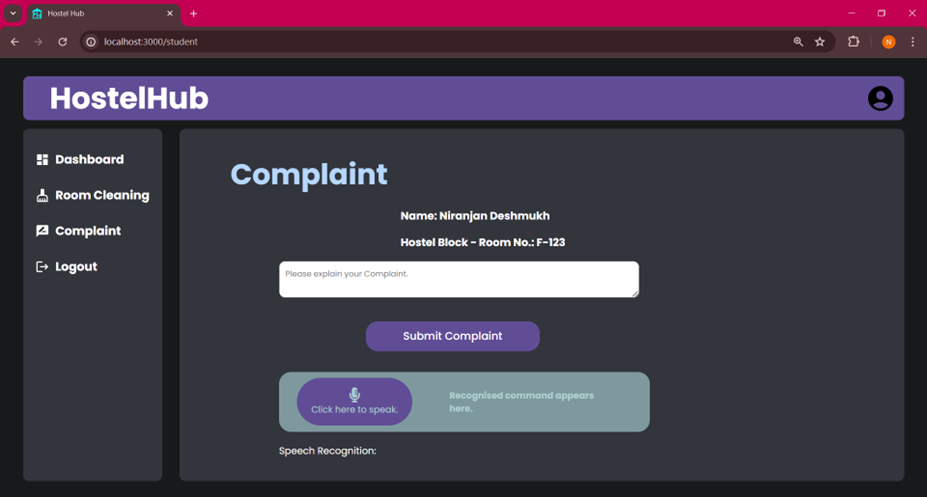 Hostel Hub
localhost:3000/student
N
HostelHub
Dashboard
Room Cleaning
Complaint
Logout
Complaint
Name: Niranjan Deshmukh
Hostel Block - Room No.: F-123
Please explain your Complaint.
Submit Complaint
Click here to speak.
Recognised command appears
here.
Speech Recognition: